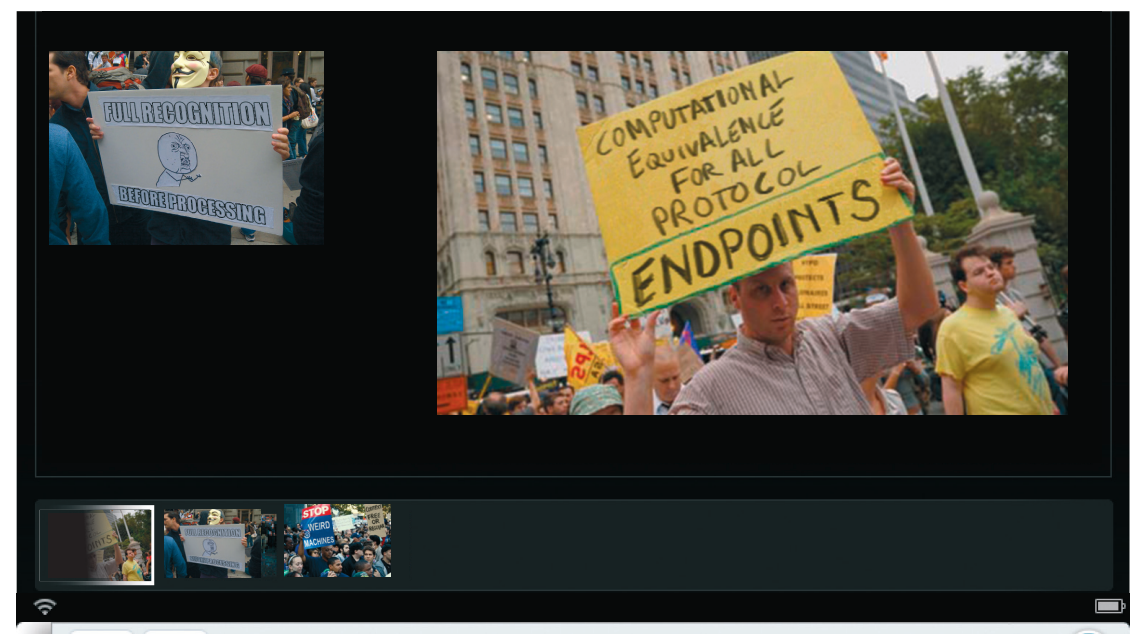 FULL RECOGNITION
BEFORE PROCESSING
COMPUTATIONAL
EQUIVALENCE
FOR ALL
PROTOCOL
ENDPOINTS
STOP
WEIRD
MACHINES